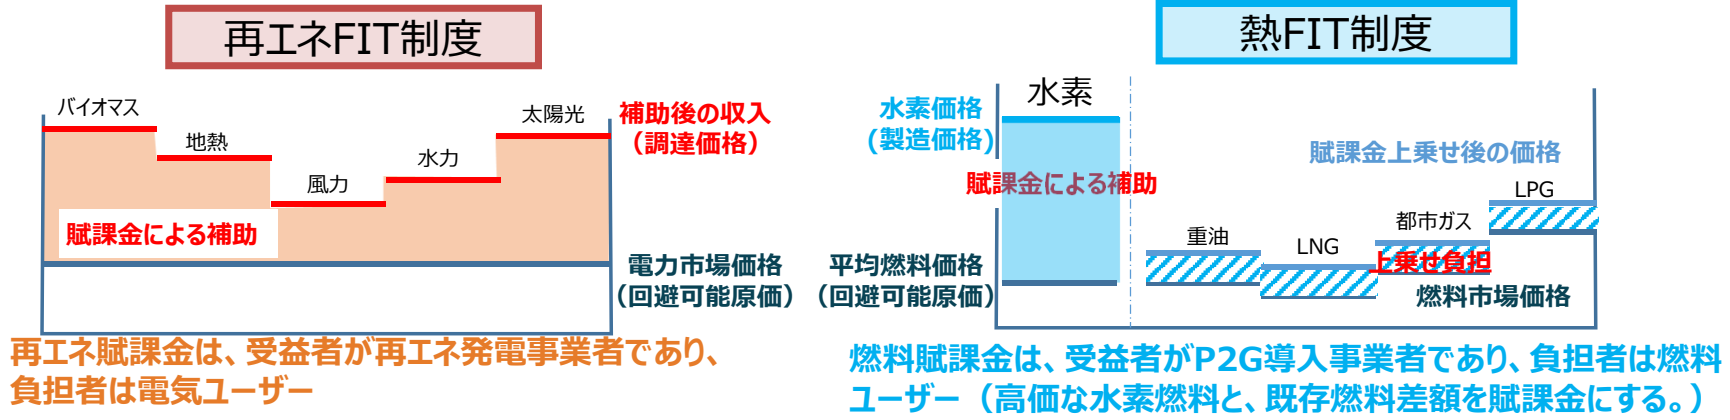 再エネFIT制度
バイオマス
地熱
風力
水力
太陽光
補助後の収入
（調達価格）
賦課金による補助
電力市場価格
（回避可能原価）
再エネ賦課金は、受益者が再エネ発電事業者であり、
負担者は電気ユーザー
熱FIT制度
水素価格
(製造価格)
水素
賦課金による補助
平均燃料価格
（回避可能原価）
賦課金上乗せ後の価格
重油
LNG
都市ガス
LPG
上乗せ負担
燃料市場価格
燃料賦課金は、受益者がP2G導入事業者であり、負担者は燃料
ユーザー（高価な水素燃料と、既存燃料差額を賦課金にする。）